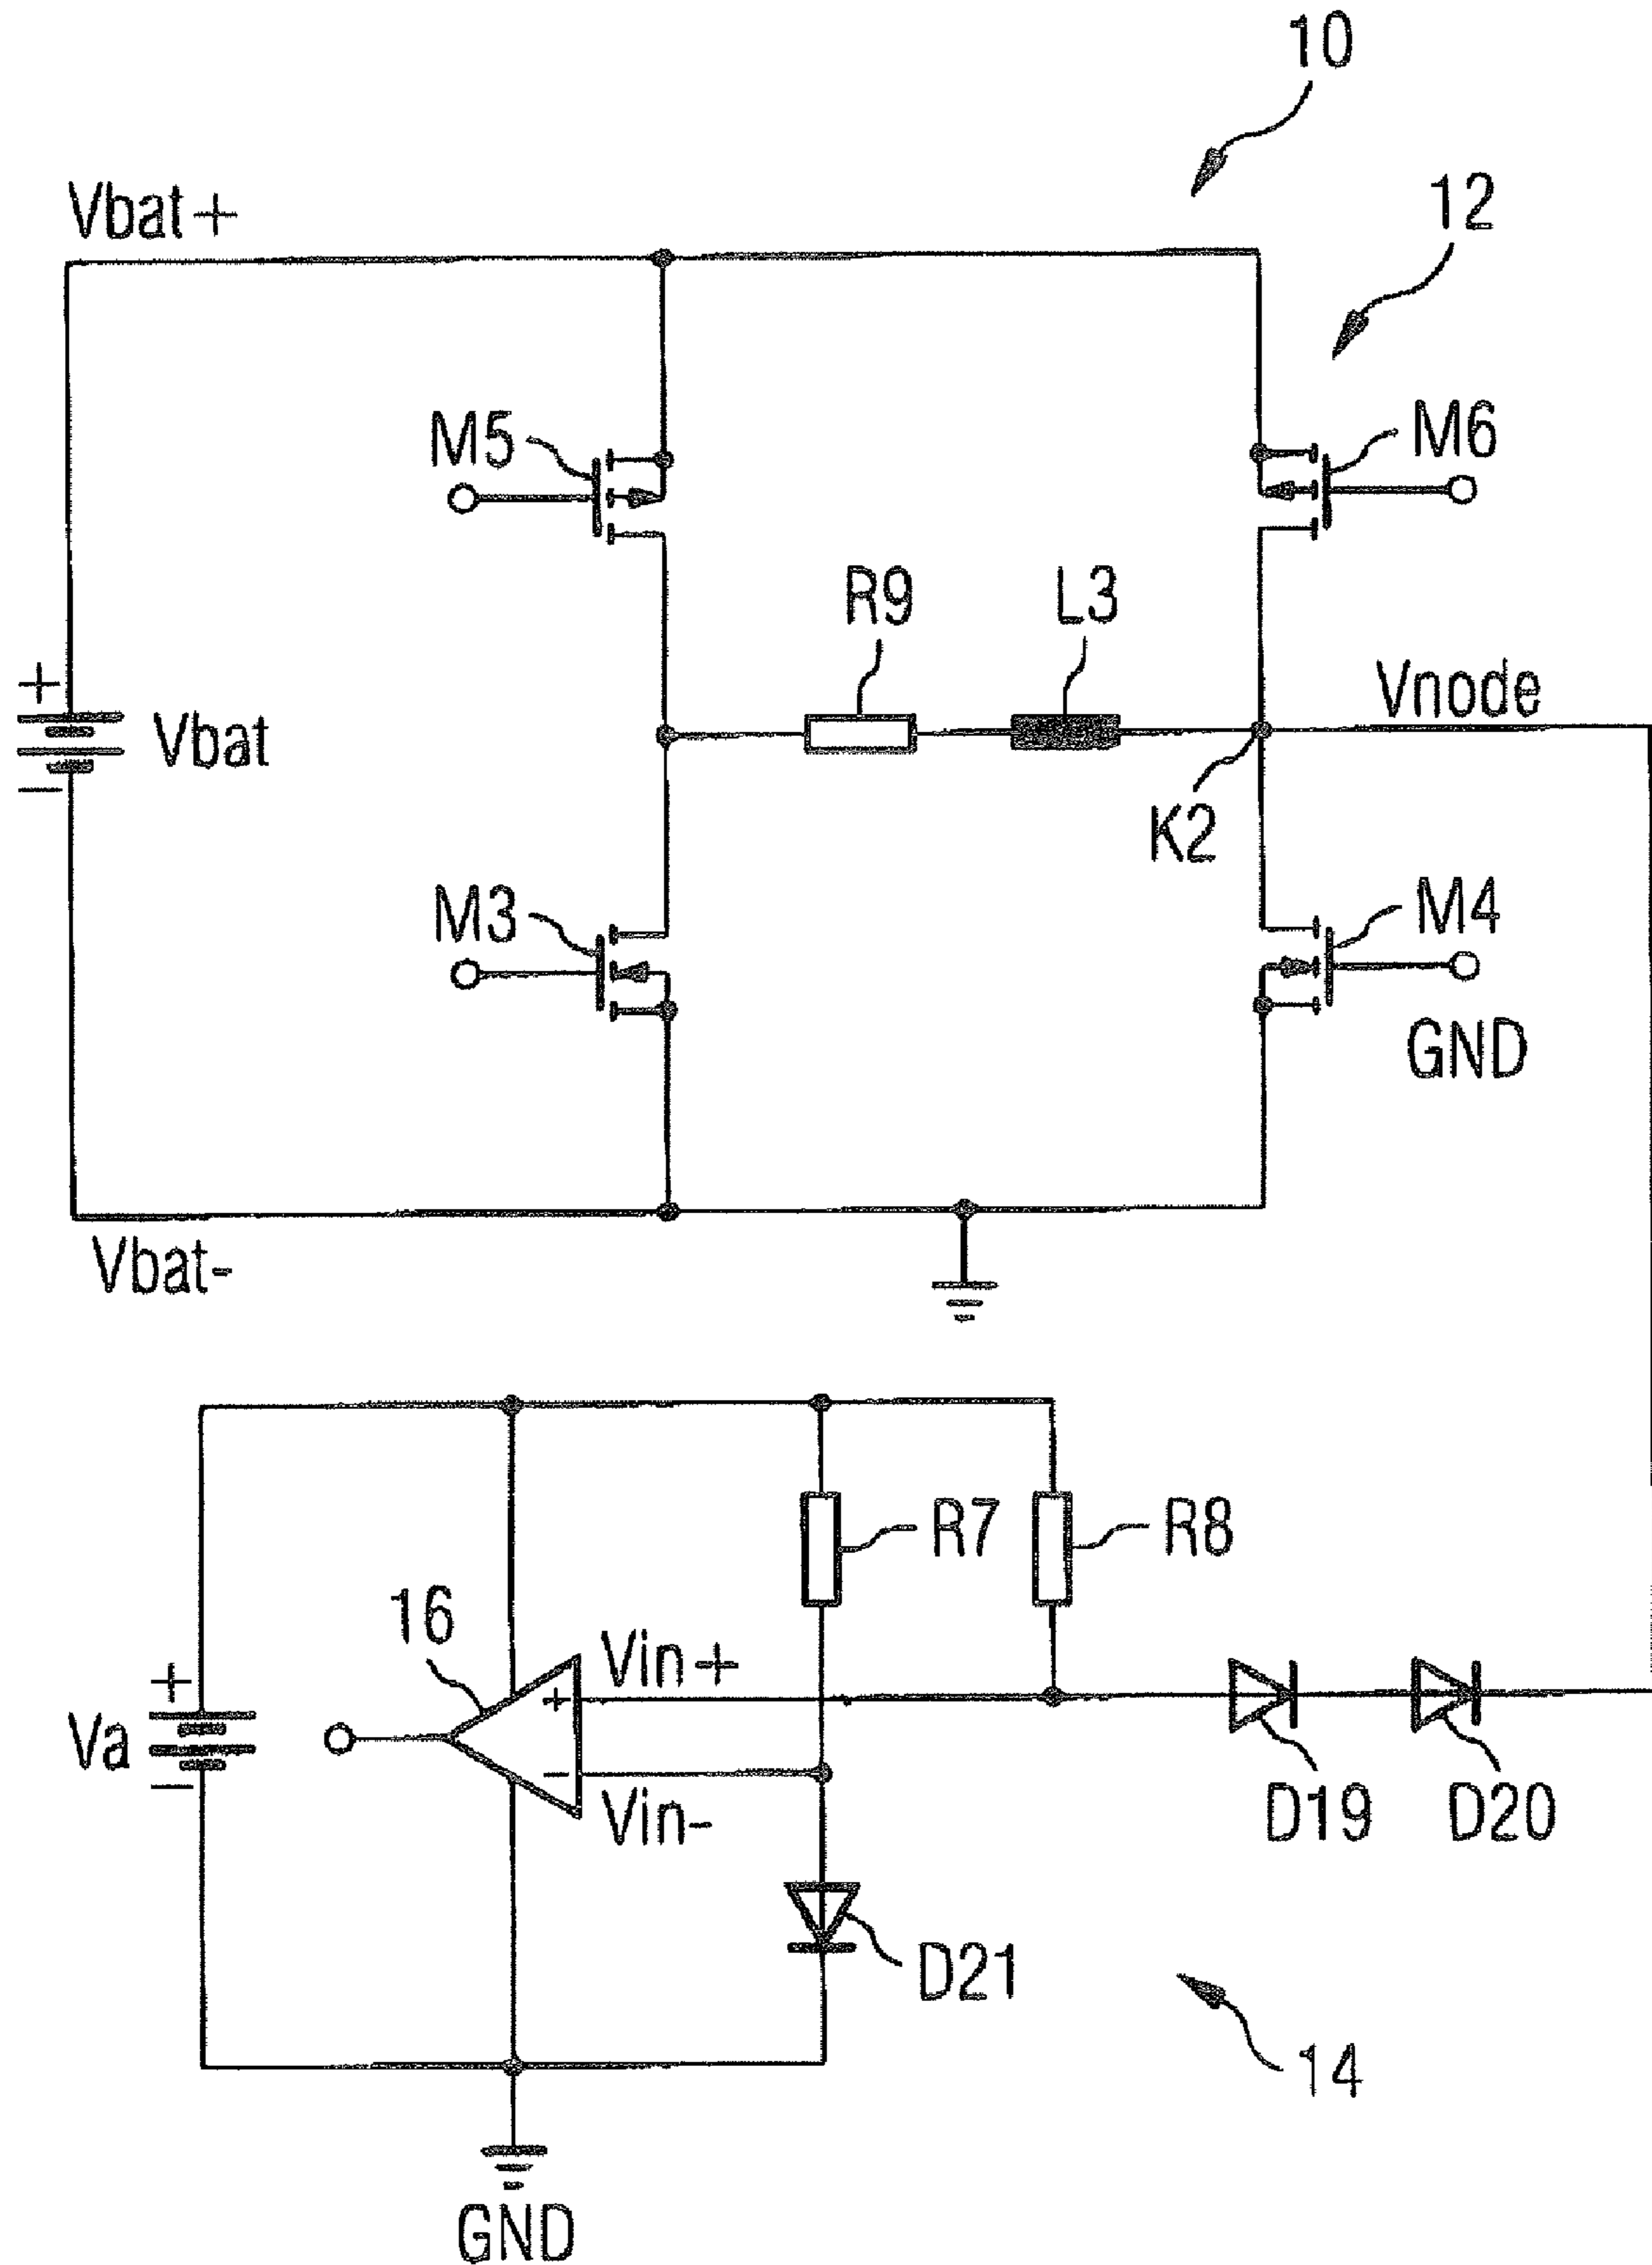 10
12
Vbat+
M5
M6
R9
L3
Vnode
+
Vbat
−
K2
M3
M4
GND
Vbat-
R7
R8
16
Vin+
+
+
Va
−
−
Vin-
D19
D20
D21
14
GND